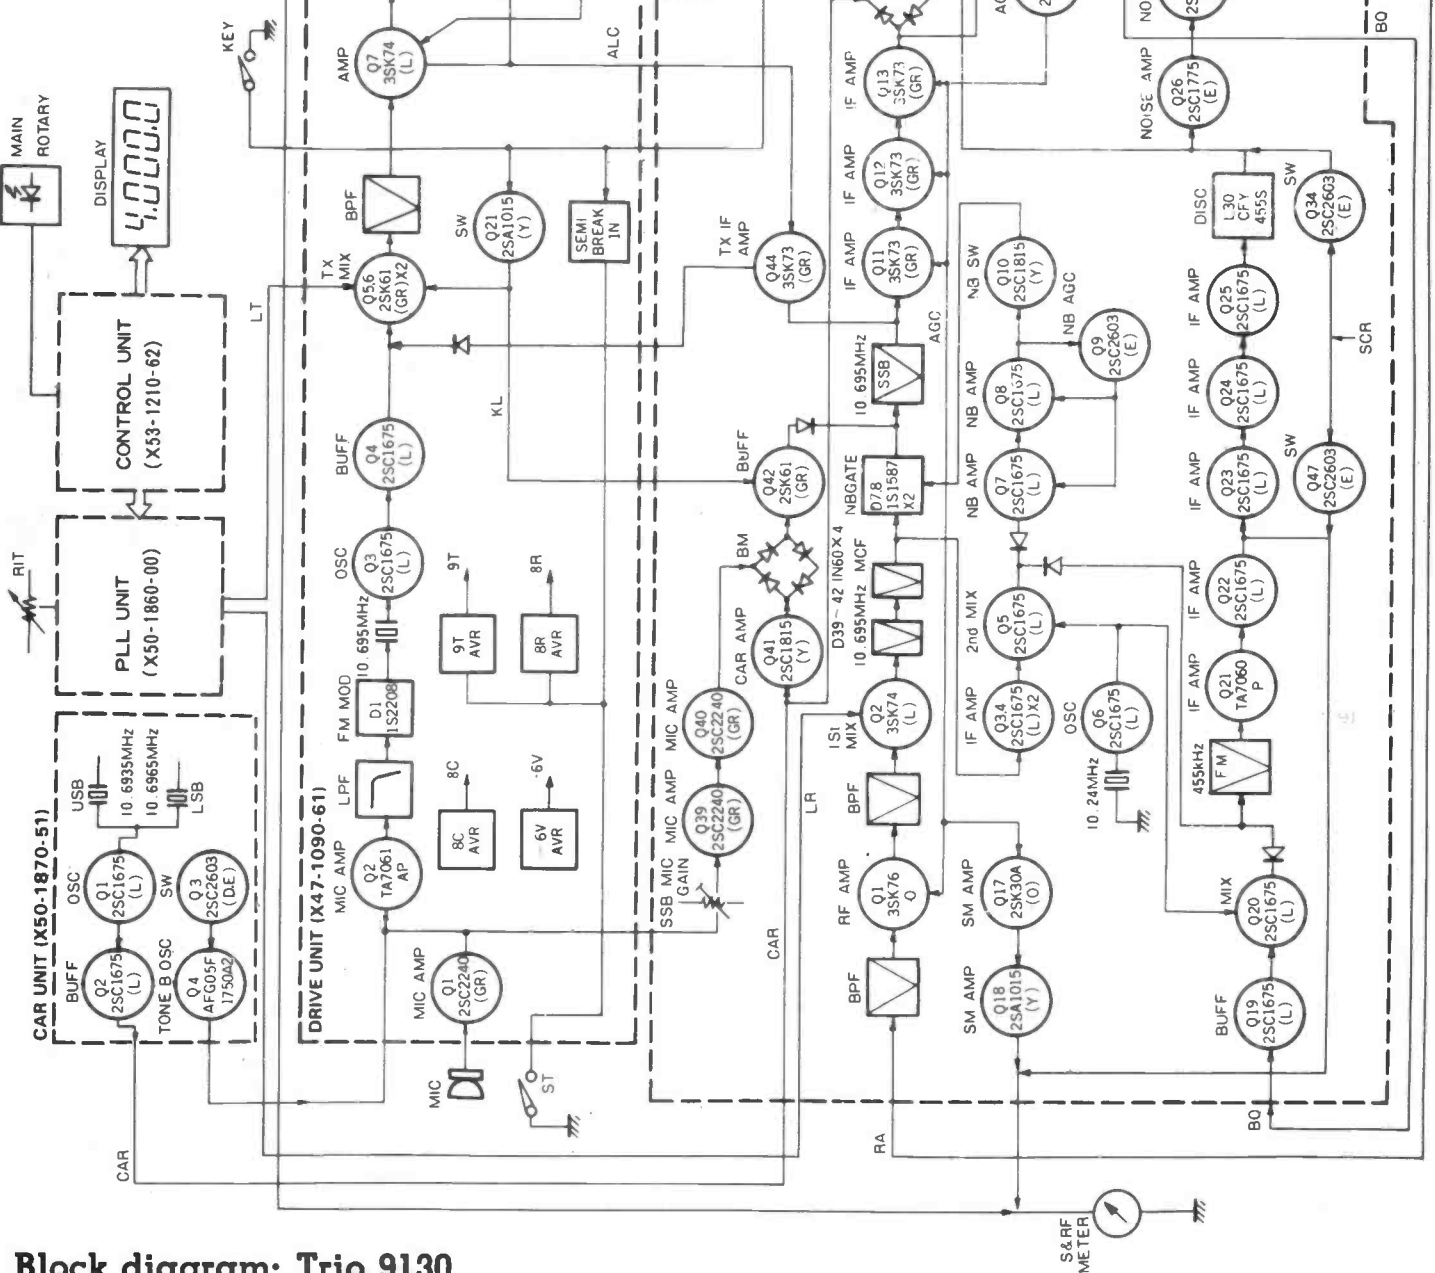 MAIN
ROTARY
DISPLAY
4.000.0
CONTROL UNIT
(X53-1210-62)
PLL UNIT
(X50-1860-00)
RIT
KEY
LT
CAR UNIT (X50-1870-51)
USB
10.6935MHz
10.6965MHz
LSB
OSC
Q1
2SC1675
(L)
SW
Q3
2SC2603
(D.E)
BUFF
Q2
2SC1675
(L)
TONE B OSC
Q4
AFG05F
1750A2
CAR
DRIVE UNIT (X47-1090-61)
AMP
Q7
3SK74
(L)
ALC
BPF
TX
MIX
Q5.6
2SK61
(GR)X2
SW
Q21
2SA1015
(Y)
SEMI
BREAK
IN
BUFF
Q4
2SC1675
(L)
KL
OSC
Q3
2SC1675
(L)
10.695MHz
FM MOD
D1
1S2208
LPF
MIC AMP
Q2
TA7061
AP
9T
9T
AVR
8R
8R
AVR
8C
8C
AVR
-6V
-6V
AVR
MIC AMP
Q1
2SC2240
(GR)
MIC
ST
SSB MIC
GAIN
MIC AMP
Q39
2SC2240
(GR)
MIC AMP
Q40
2SC2240
(GR)
CAR AMP
Q41
2SC1815
(Y)
BM
D39~42 IN60X4
BUFF
Q42
2SK61
(GR)
TX IF
AMP
Q44
3SK73
(GR)
CAR
LR
RA
BPF
RF AMP
Q1
3SK76
O
BPF
1St
MIX
Q2
3SK74
(L)
10.695MHz MCF
NBGATE
D7.8
1S1587
X2
10.695MHz
SSB
IF AMP
Q11
3SK73
(GR)
IF AMP
Q12
3SK73
(GR)
IF AMP
Q13
3SK73
(GR)
AGC
SM AMP
Q18
2SA1015
(Y)
SM AMP
Q17
2SK30A
(O)
IF AMP
Q3.4
2SC1675
(L)X2
2nd MIX
Q5
2SC1675
(L)
OSC
Q6
2SC1675
(L)
10.24MHz
NB AMP
Q7
2SC1675
(L)
NB AMP
Q8
2SC1675
(L)
NB SW
Q10
2SC1815
(Y)
NB AGC
Q9
2SC2603
(E)
BUFF
Q19
2SC1675
(L)
MIX
Q20
2SC1675
(L)
455kHz
FM
IF AMP
Q21
TA7060
P
IF AMP
Q22
2SC1675
(L)
IF AMP
Q23
2SC1675
(L)
IF AMP
Q24
2SC1675
(L)
IF AMP
Q25
2SC1675
(L)
DISC
L30
CFY
455S
NOISE AMP
Q26
2SC1775
(E)
SW
Q47
2SC2603
(E)
SW
Q34
2SC2603
(E)
SCR
BO
BO
S&RF
METER
Block diagram: Trio 9130